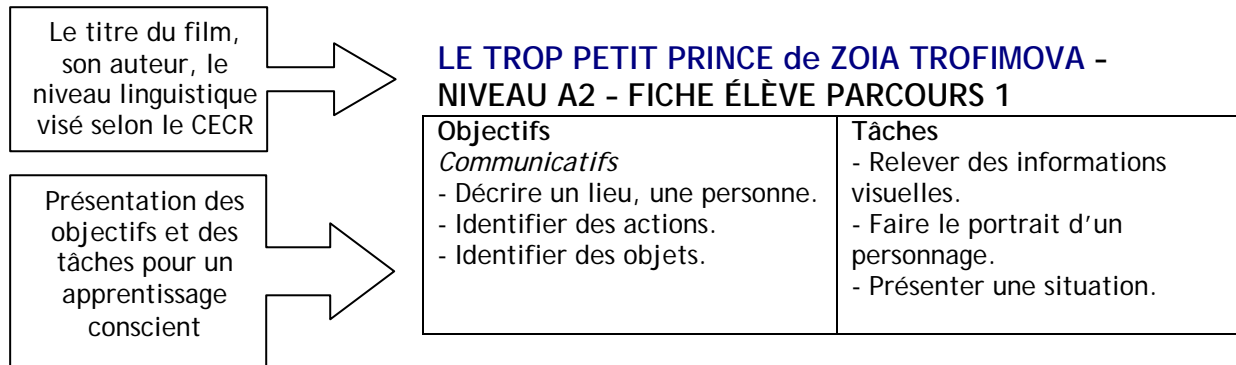 Le titre du film,
son auteur, le
niveau linguistique
visé selon le CECR
LE TROP PETIT PRINCE de ZOIA TROFIMOVA –
NIVEAU A2 – FICHE ÉLÈVE PARCOURS 1
Présentation des
objectifs et des
tâches pour un
apprentissage
conscient
Objectifs
Communicatifs
- Décrire un lieu, une personne.
- Identifier des actions.
- Identifier des objets.
Tâches
- Relever des informations
visuelles.
- Faire le portrait d’un
personnage.
- Présenter une situation.